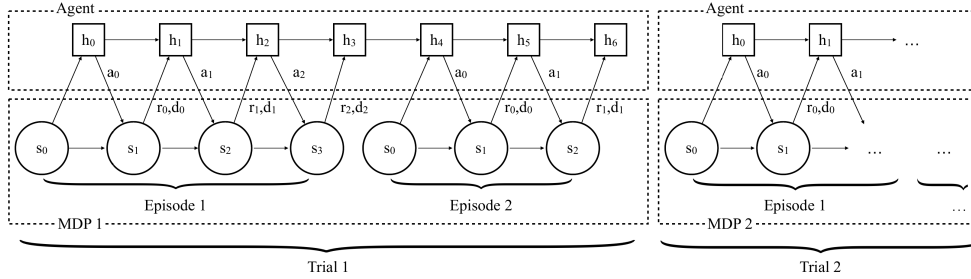 Agent Agent
h₀ h₁ h₂ h₃ h₄ h₅ h₆ h₀ h₁ ...
a₀ a₁ a₂ a₀ a₁ a₀ a₁
r₀,d₀ r₁,d₁ r₂,d₂ r₀,d₀ r₁,d₁ r₀,d₀
s₀ s₁ s₂ s₃ s₀ s₁ s₂ s₀ s₁ ... ...
Episode 1 Episode 2 Episode 1 ...
MDP 1 MDP 2
Trial 1 Trial 2